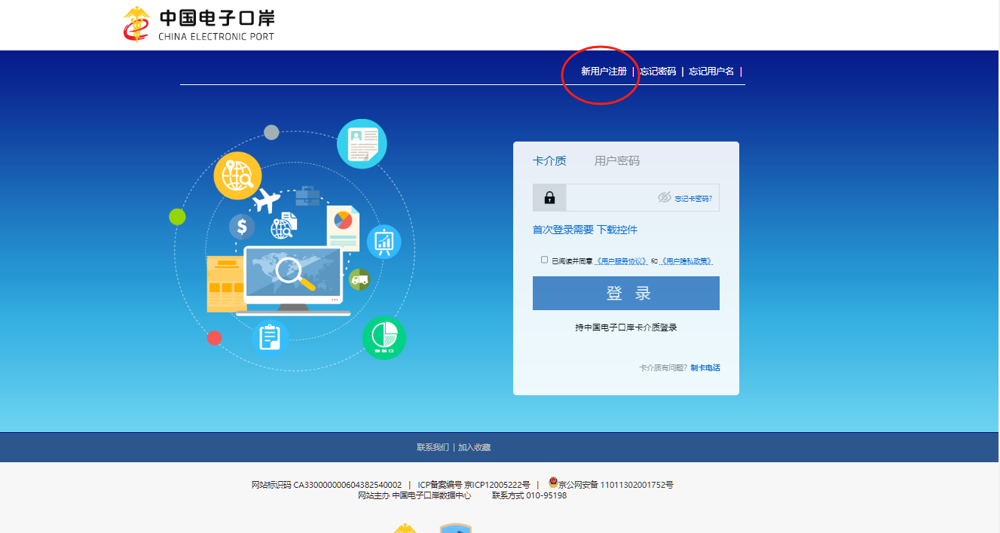 中国电子口岸
CHINA ELECTRONIC PORT
新用户注册 | 忘记密码 | 忘记用户名 |
卡介质 用户密码
忘记卡密码?
首次登录需要 下载控件
已阅读并同意 《用户服务协议》 和 《用户隐私政策》
登 录
持中国电子口岸卡介质登录
卡介质有问题? 制卡电话
联系我们 | 加入收藏
网站标识码 CA330000000604382540002 | ICP备案编号 京ICP12005222号 | 京公网安备 11011302001752号
网站主办 中国电子口岸数据中心 联系方式 010-95198